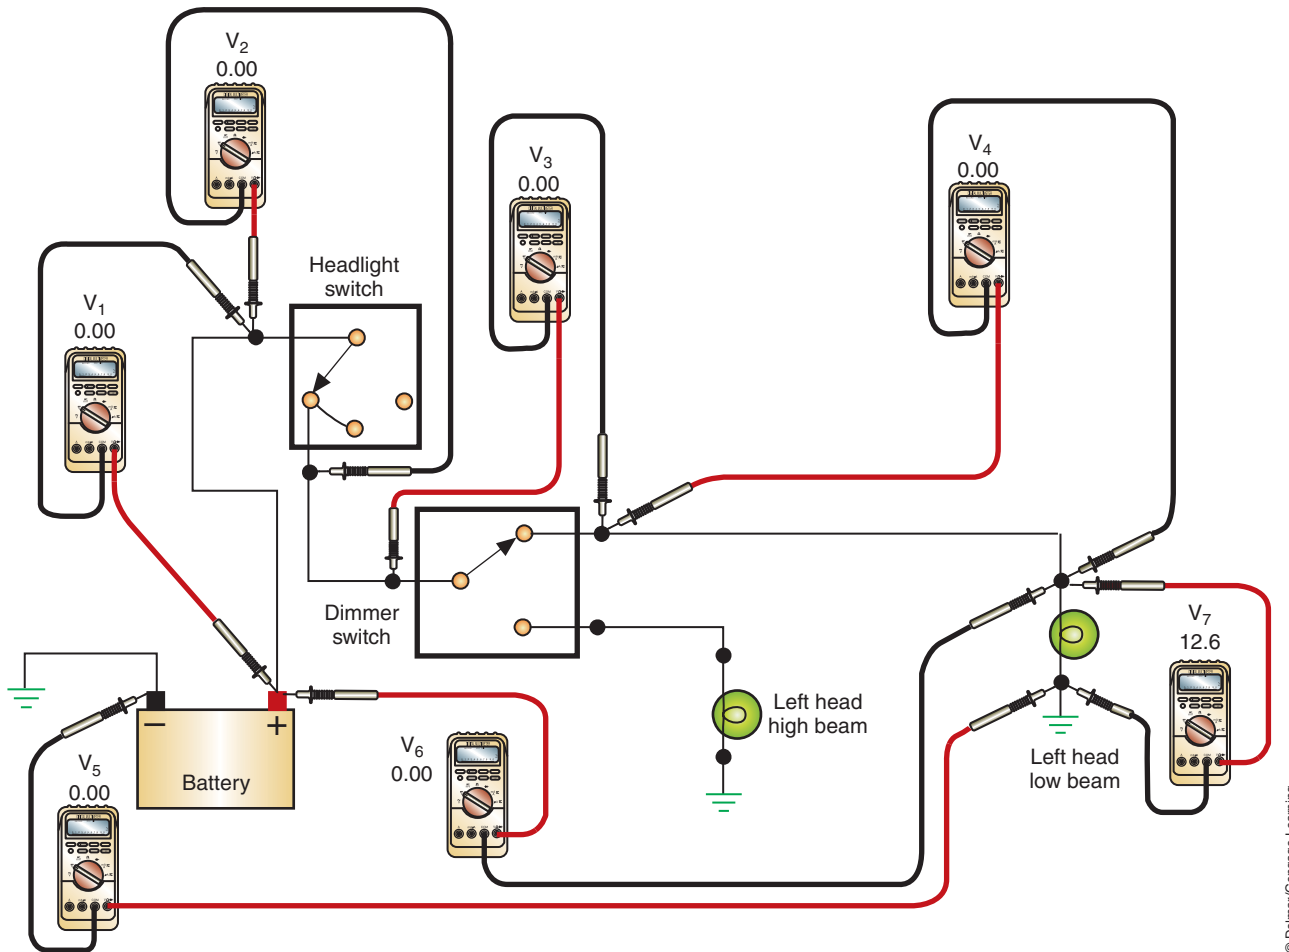 V2
0.00
V3
0.00
V4
0.00
Headlight
switch
V1
0.00
Dimmer
switch
V7
12.6
Left head
high beam
Left head
low beam
V6
0.00
− +
Battery
V5
0.00